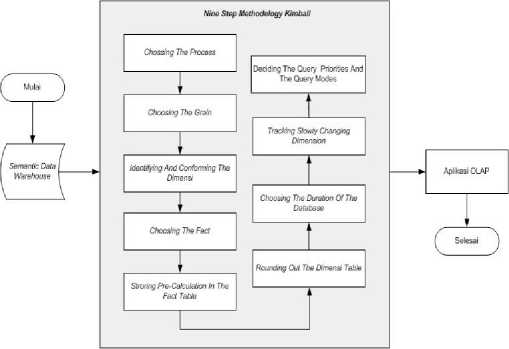 Nine Step Methodology Kimball
Mulai
Semantic Data
Warehouse
Chossing The Process
Choosing The Grain
Identifying And Conforming The
Dimensi
Choosing The Fact
Stroring Pre-Calculation In The
Fact Table
Rounding Out The Dimensi Table
Choosing The Duration Of The
Database
Tracking Slowly Changing
Dimension
Deciding The Query Priorities And
The Query Modes
Aplikasi OLAP
Selesai